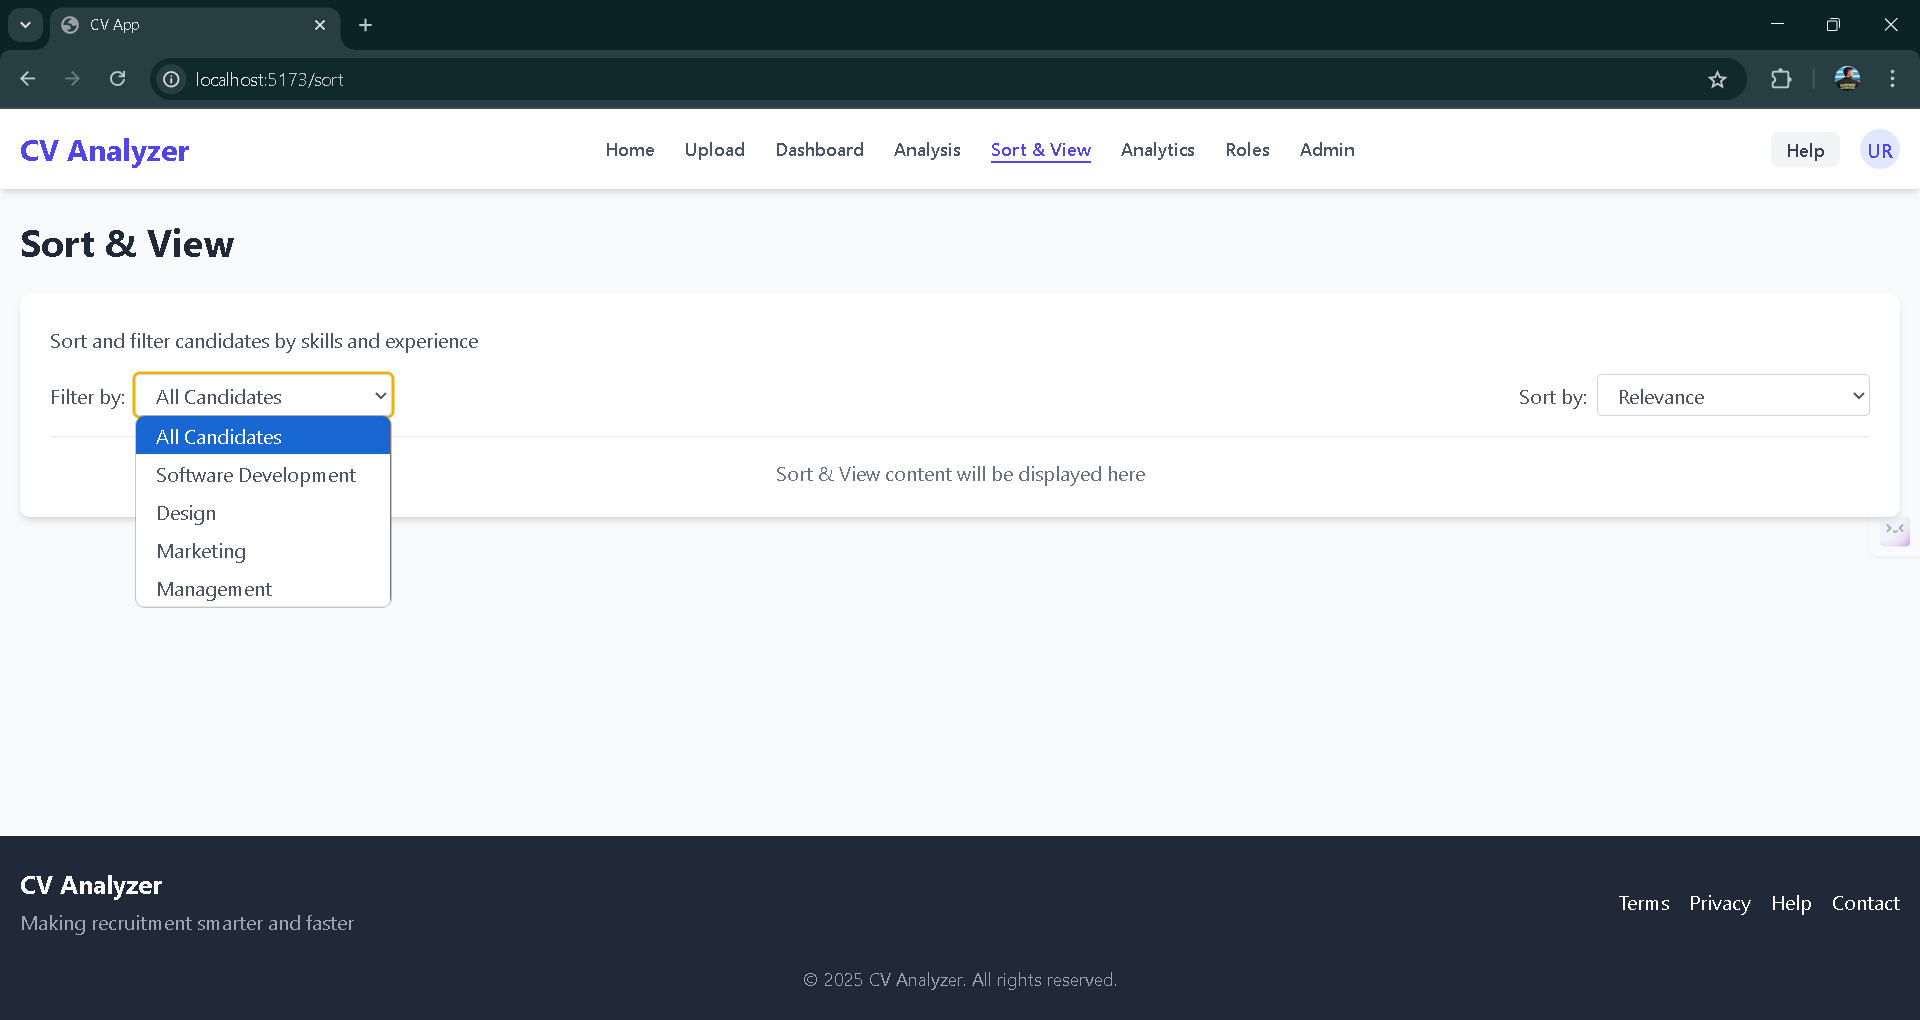 CV App
localhost:5173/sort
CV Analyzer
Home Upload Dashboard Analysis Sort & View Analytics Roles Admin
Help UR
Sort & View
Sort and filter candidates by skills and experience
Filter by: All Candidates
Sort by: Relevance
All Candidates
Software Development
Design
Marketing
Management
Sort & View content will be displayed here
CV Analyzer
Making recruitment smarter and faster
Terms Privacy Help Contact
© 2025 CV Analyzer. All rights reserved.